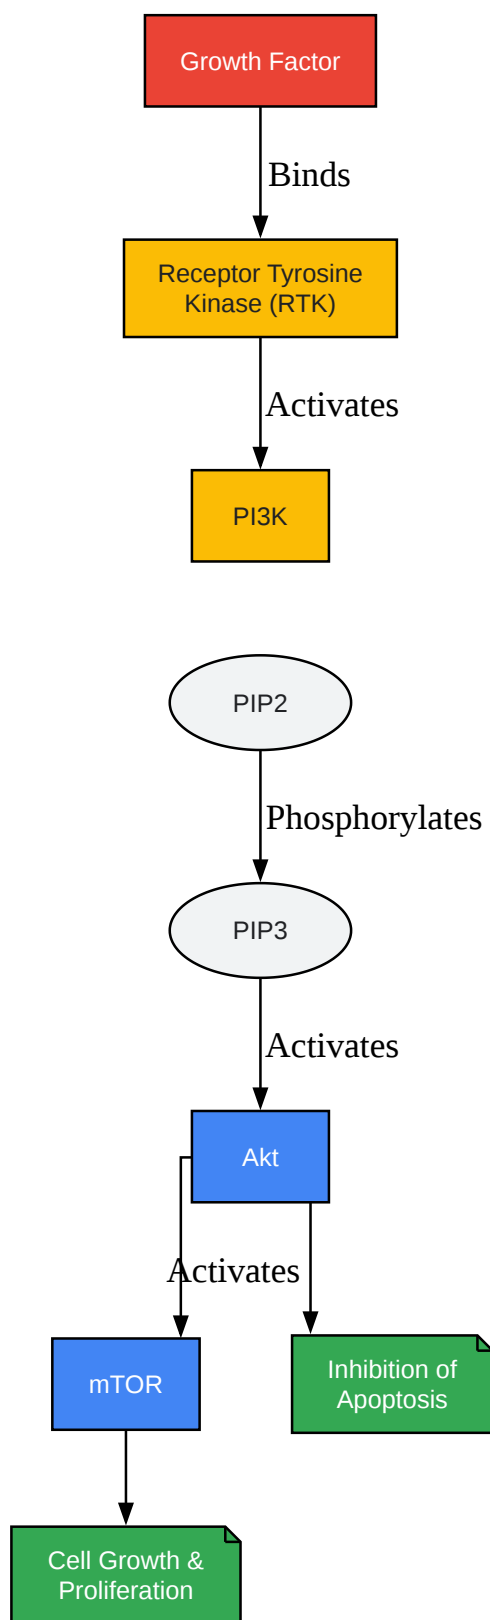 Growth Factor
Binds
Receptor Tyrosine
Kinase (RTK)
Activates
PI3K
PIP2
Phosphorylates
PIP3
Activates
Akt
Activates
mTOR
Inhibition of
Apoptosis
Cell Growth &
Proliferation